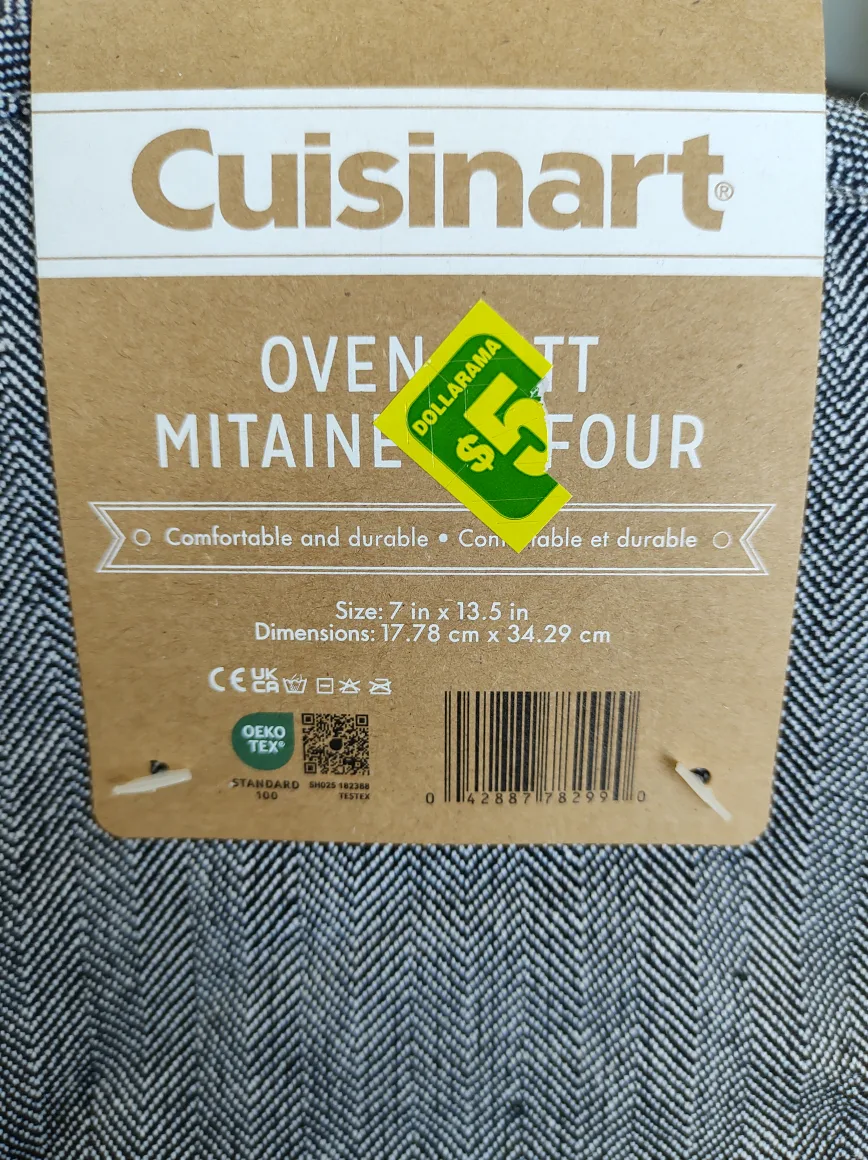 Cuisinart®
OVEN TT
MITAINE FOUR
DOLLARAMA
$5
Comfortable and durable • Con able et durable
Size: 7 in x 13.5 in
Dimensions: 17.78 cm x 34.29 cm
CE UK CA
OEKO
TEX®
STANDARD
100
SH025 182388
TESTEX
0 42887 78299 0